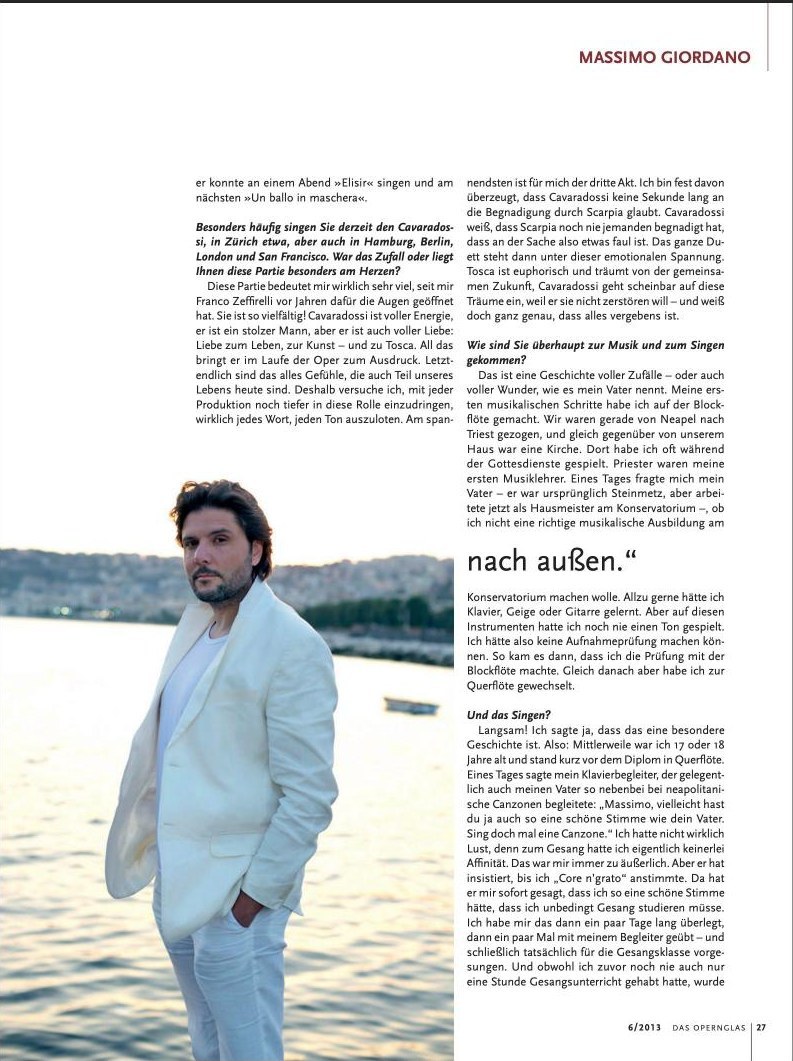 MASSIMO GIORDANO
er konnte an einem Abend »Elisir« singen und am
nächsten »Un ballo in maschera«.
Besonders häufig singen Sie derzeit den Cavarados-
si, in Zürich etwa, aber auch in Hamburg, Berlin,
London und San Francisco. War das Zufall oder liegt
Ihnen diese Partie besonders am Herzen?
Diese Partie bedeutet mir wirklich sehr viel, seit mir
Franco Zeffirelli vor Jahren dafür die Augen geöffnet
hat. Sie ist so vielfältig! Cavaradossi ist voller Energie,
er ist ein stolzer Mann, aber er ist auch voller Liebe:
Liebe zum Leben, zur Kunst – und zu Tosca. All das
bringt er im Laufe der Oper zum Ausdruck. Letzt-
endlich sind das alles Gefühle, die auch Teil unseres
Lebens heute sind. Deshalb versuche ich, mit jeder
Produktion noch tiefer in diese Rolle einzudringen,
wirklich jedes Wort, jeden Ton auszuloten. Am span-
nendsten ist für mich der dritte Akt. Ich bin fest davon
überzeugt, dass Cavaradossi keine Sekunde lang an
die Begnadigung durch Scarpia glaubt. Cavaradossi
weiß, dass Scarpia noch nie jemanden begnadigt hat,
dass an der Sache also etwas faul ist. Das ganze Du-
ett steht dann unter dieser emotionalen Spannung.
Tosca ist euphorisch und träumt von der gemeinsa-
men Zukunft, Cavaradossi geht scheinbar auf diese
Träume ein, weil er sie nicht zerstören will – und weiß
doch ganz genau, dass alles vergebens ist.
Wie sind Sie überhaupt zur Musik und zum Singen
gekommen?
Das ist eine Geschichte voller Zufälle – oder auch
voller Wunder, wie es mein Vater nennt. Meine ers-
ten musikalischen Schritte habe ich auf der Block-
flöte gemacht. Wir waren gerade von Neapel nach
Triest gezogen, und gleich gegenüber von unserem
Haus war eine Kirche. Dort habe ich oft während
der Gottesdienste gespielt. Priester waren meine
ersten Musiklehrer. Eines Tages fragte mich mein
Vater – er war ursprünglich Steinmetz, aber arbei-
tete jetzt als Hausmeister am Konservatorium –, ob
ich nicht eine richtige musikalische Ausbildung am
nach außen.“
Konservatorium machen wolle. Allzu gerne hätte ich
Klavier, Geige oder Gitarre gelernt. Aber auf diesen
Instrumenten hatte ich noch nie einen Ton gespielt.
Ich hätte also keine Aufnahmeprüfung machen kön-
nen. So kam es dann, dass ich die Prüfung mit der
Blockflöte machte. Gleich danach aber habe ich zur
Querflöte gewechselt.
Und das Singen?
Langsam! Ich sagte ja, dass das eine besondere
Geschichte ist. Also: Mittlerweile war ich 17 oder 18
Jahre alt und stand kurz vor dem Diplom in Querflöte.
Eines Tages sagte mein Klavierbegleiter, der gelegent-
lich auch meinen Vater so nebenbei bei neapolitani-
sche Canzonen begleitete: „Massimo, vielleicht hast
du ja auch so eine schöne Stimme wie dein Vater.
Sing doch mal eine Canzone.“ Ich hatte nicht wirklich
Lust, denn zum Gesang hatte ich eigentlich keinerlei
Affinität. Das war mir immer zu äußerlich. Aber er hat
insistiert, bis ich „Core n'grato“ anstimmte. Da hat
er mir sofort gesagt, dass ich so eine schöne Stimme
hätte, dass ich unbedingt Gesang studieren müsse.
Ich habe mir das dann ein paar Tage lang überlegt,
dann ein paar Mal mit meinem Begleiter geübt – und
schließlich tatsächlich für die Gesangsklasse vorge-
sungen. Und obwohl ich zuvor noch nie auch nur
eine Stunde Gesangsunterricht gehabt hatte, wurde
6/2013 DAS OPERNGLAS 27